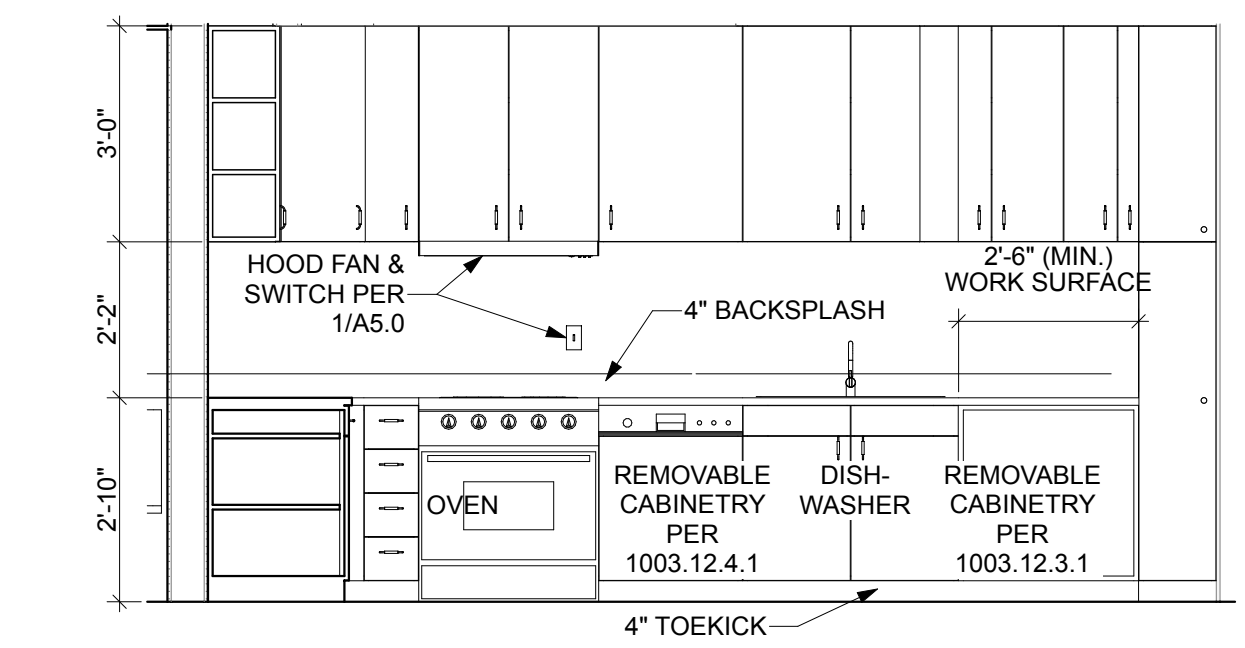 3'-0"
2'-2"
2'-10"
HOOD FAN &
SWITCH PER
1/A5.0
4" BACKSPLASH
2'-6" (MIN.)
WORK SURFACE
OVEN
REMOVABLE
CABINETRY
PER
1003.12.4.1
DISH-
WASHER
REMOVABLE
CABINETRY
PER
1003.12.3.1
4" TOEKICK